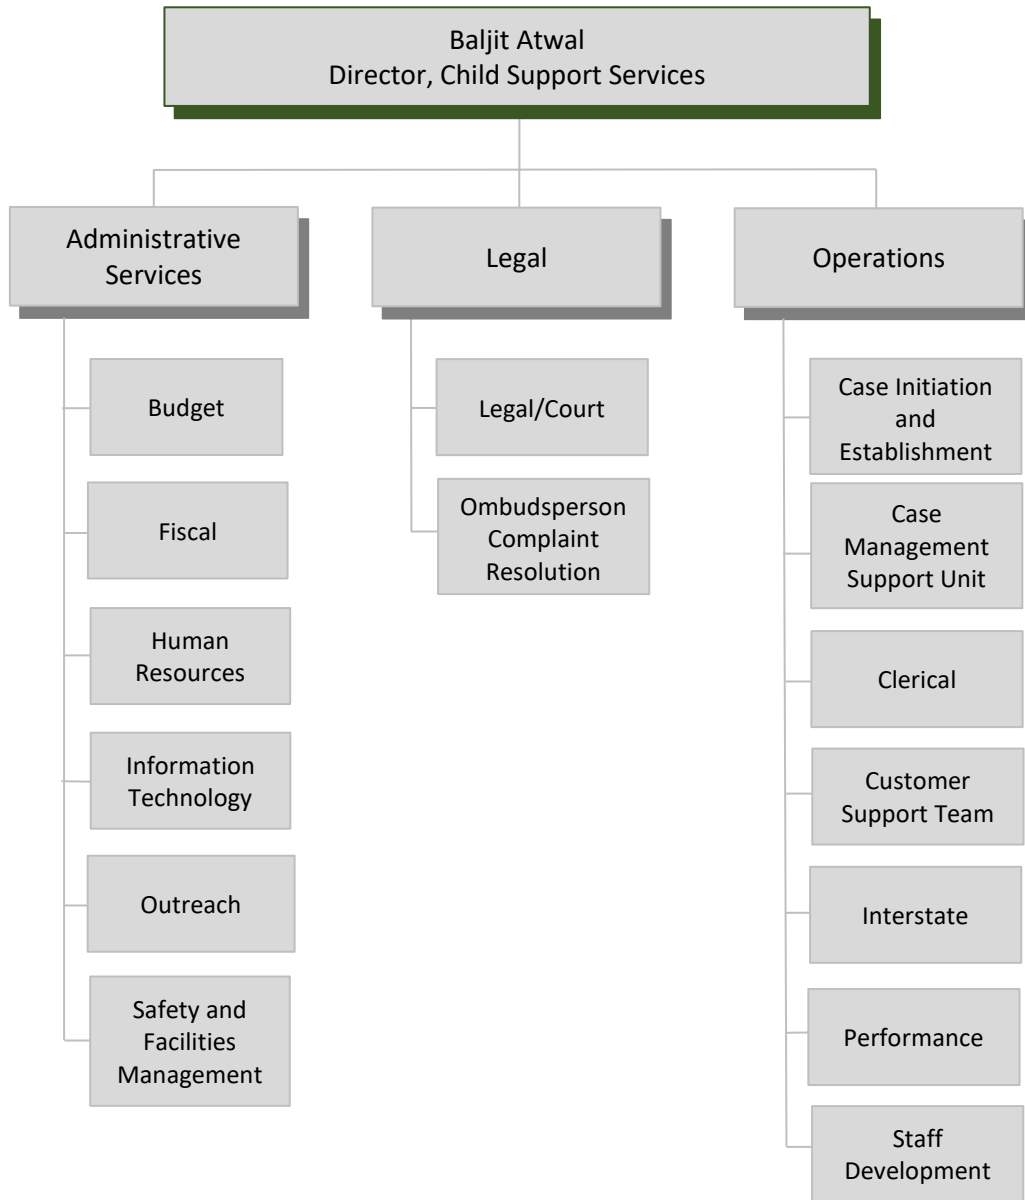 Baljit Atwal
Director, Child Support Services
Administrative
Services
Legal
Operations
Budget
Fiscal
Human
Resources
Information
Technology
Outreach
Safety and
Facilities
Management
Legal/Court
Ombudsperson
Complaint
Resolution
Case Initiation
and
Establishment
Case
Management
Support Unit
Clerical
Customer
Support Team
Interstate
Performance
Staff
Development